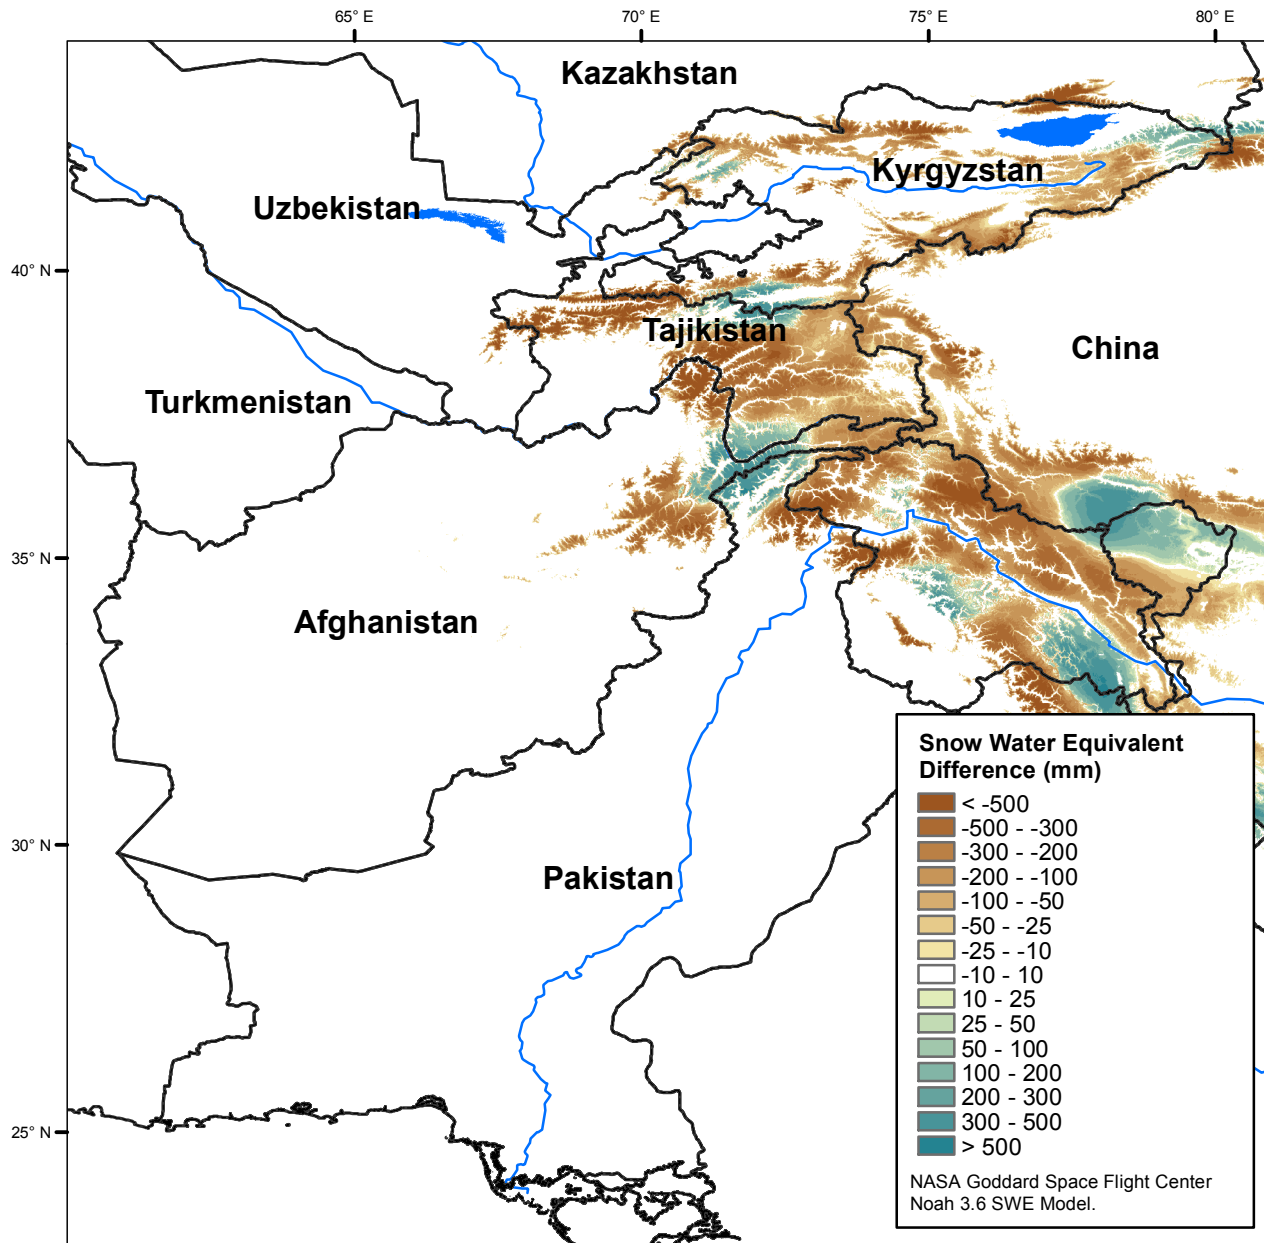 65° E
70° E
75° E
80° E
Kazakhstan
Kyrgyzstan
Uzbekistan
40° N
Tajikistan
China
Turkmenistan
35° N
Afghanistan
30° N
Pakistan
25° N
Snow Water Equivalent
Difference (mm)
< -500
-500 - -300
-300 - -200
-200 - -100
-100 - -50
-50 - -25
-25 - -10
-10 - 10
10 - 25
25 - 50
50 - 100
100 - 200
200 - 300
300 - 500
> 500
NASA Goddard Space Flight Center
Noah 3.6 SWE Model.